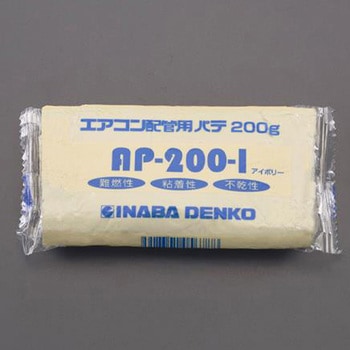 エアコン配管用パテ 200g
AP-200-I アイボリー
難燃性 粘着性 不乾性
INABA DENKO